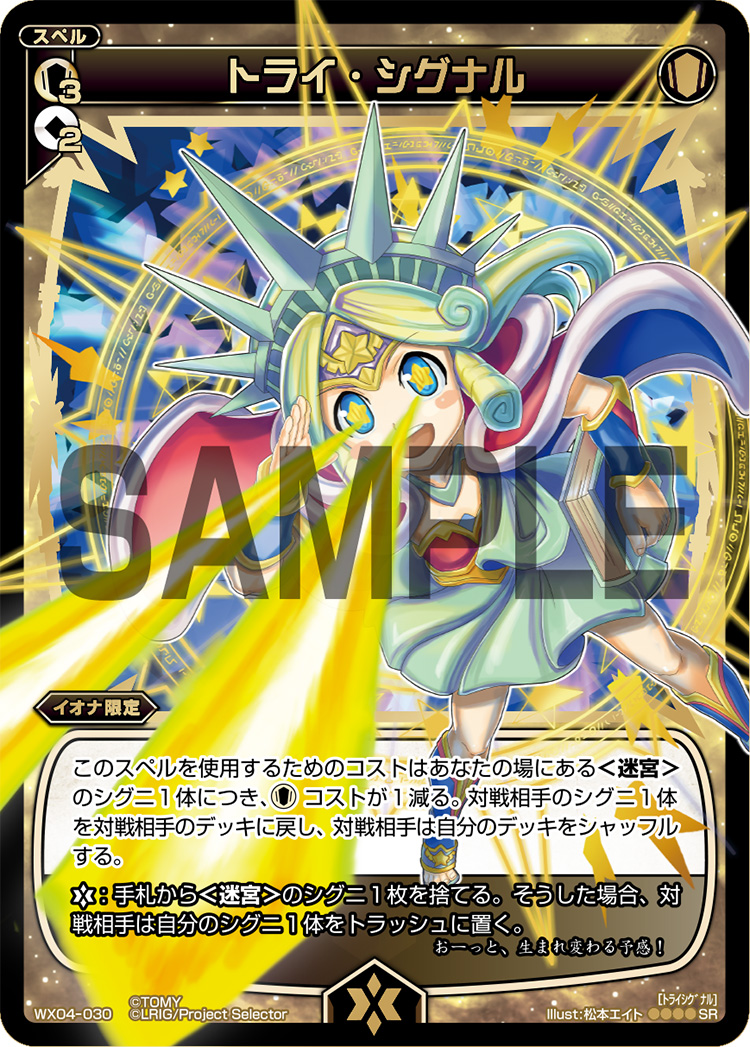 スペル
トライ・シグナル
3
2
SAMPLE
イオナ限定
このスペルを使用するためのコストはあなたの場にある<迷宮>
のシグニ1体につき、コストが1減る。対戦相手のシグニ1体
を対戦相手のデッキに戻し、対戦相手は自分のデッキをシャッフル
する。
:手札から<迷宮>のシグニ1枚を捨てる。そうした場合、対
戦相手は自分のシグニ1体をトラッシュに置く。
おーっと、生まれ変わる予感!
[トライシグナル]
WX04-030 ©TOMY
©LRIG/Project Selector
Illust:松本エイト SR